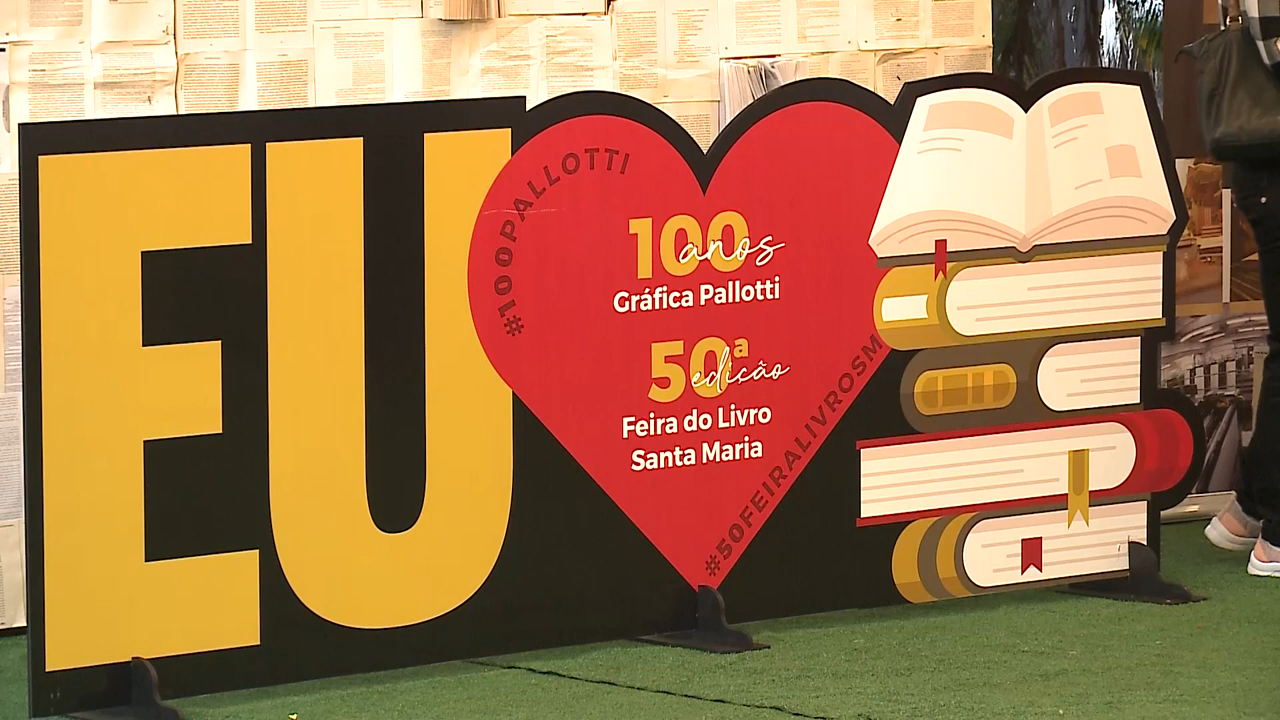 EU
#100PALLOTTI
100
anos
Gráfica Pallotti
50ª
edição
Feira do Livro
Santa Maria
#50FEIRALIVROSM